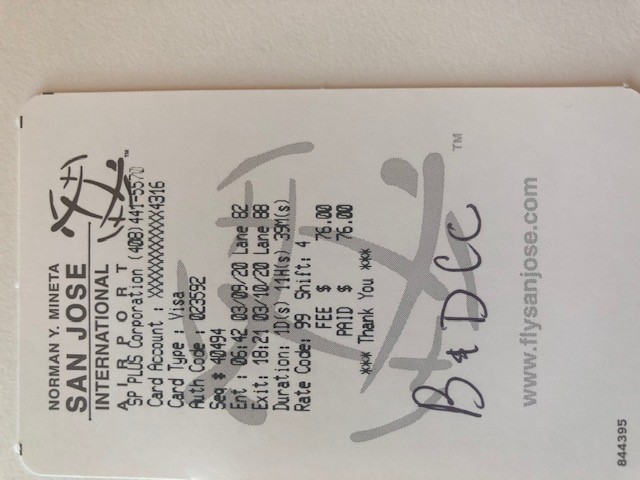 NORMAN Y. MINETA
SAN JOSE
INTERNATIONAL
AIRPORT
SP PLUS Corporation (408)441-5570
Card Account : XXXXXXXXXXXX4316
Card Type : Visa
Auth Code : 023592
Seq # 40494
Ent : 06:42 03/09/20 Lane 82
Exit: 18:21 03/10/20 Lane 88
Duration: 1D(s) 11H(s) 39M(s)
Rate Code: 99 Shift: 4
FEE $ 76.00
PAID $ 76.00
*** Thank You ***
B & D CC
TM
www.flysanjose.com
844395